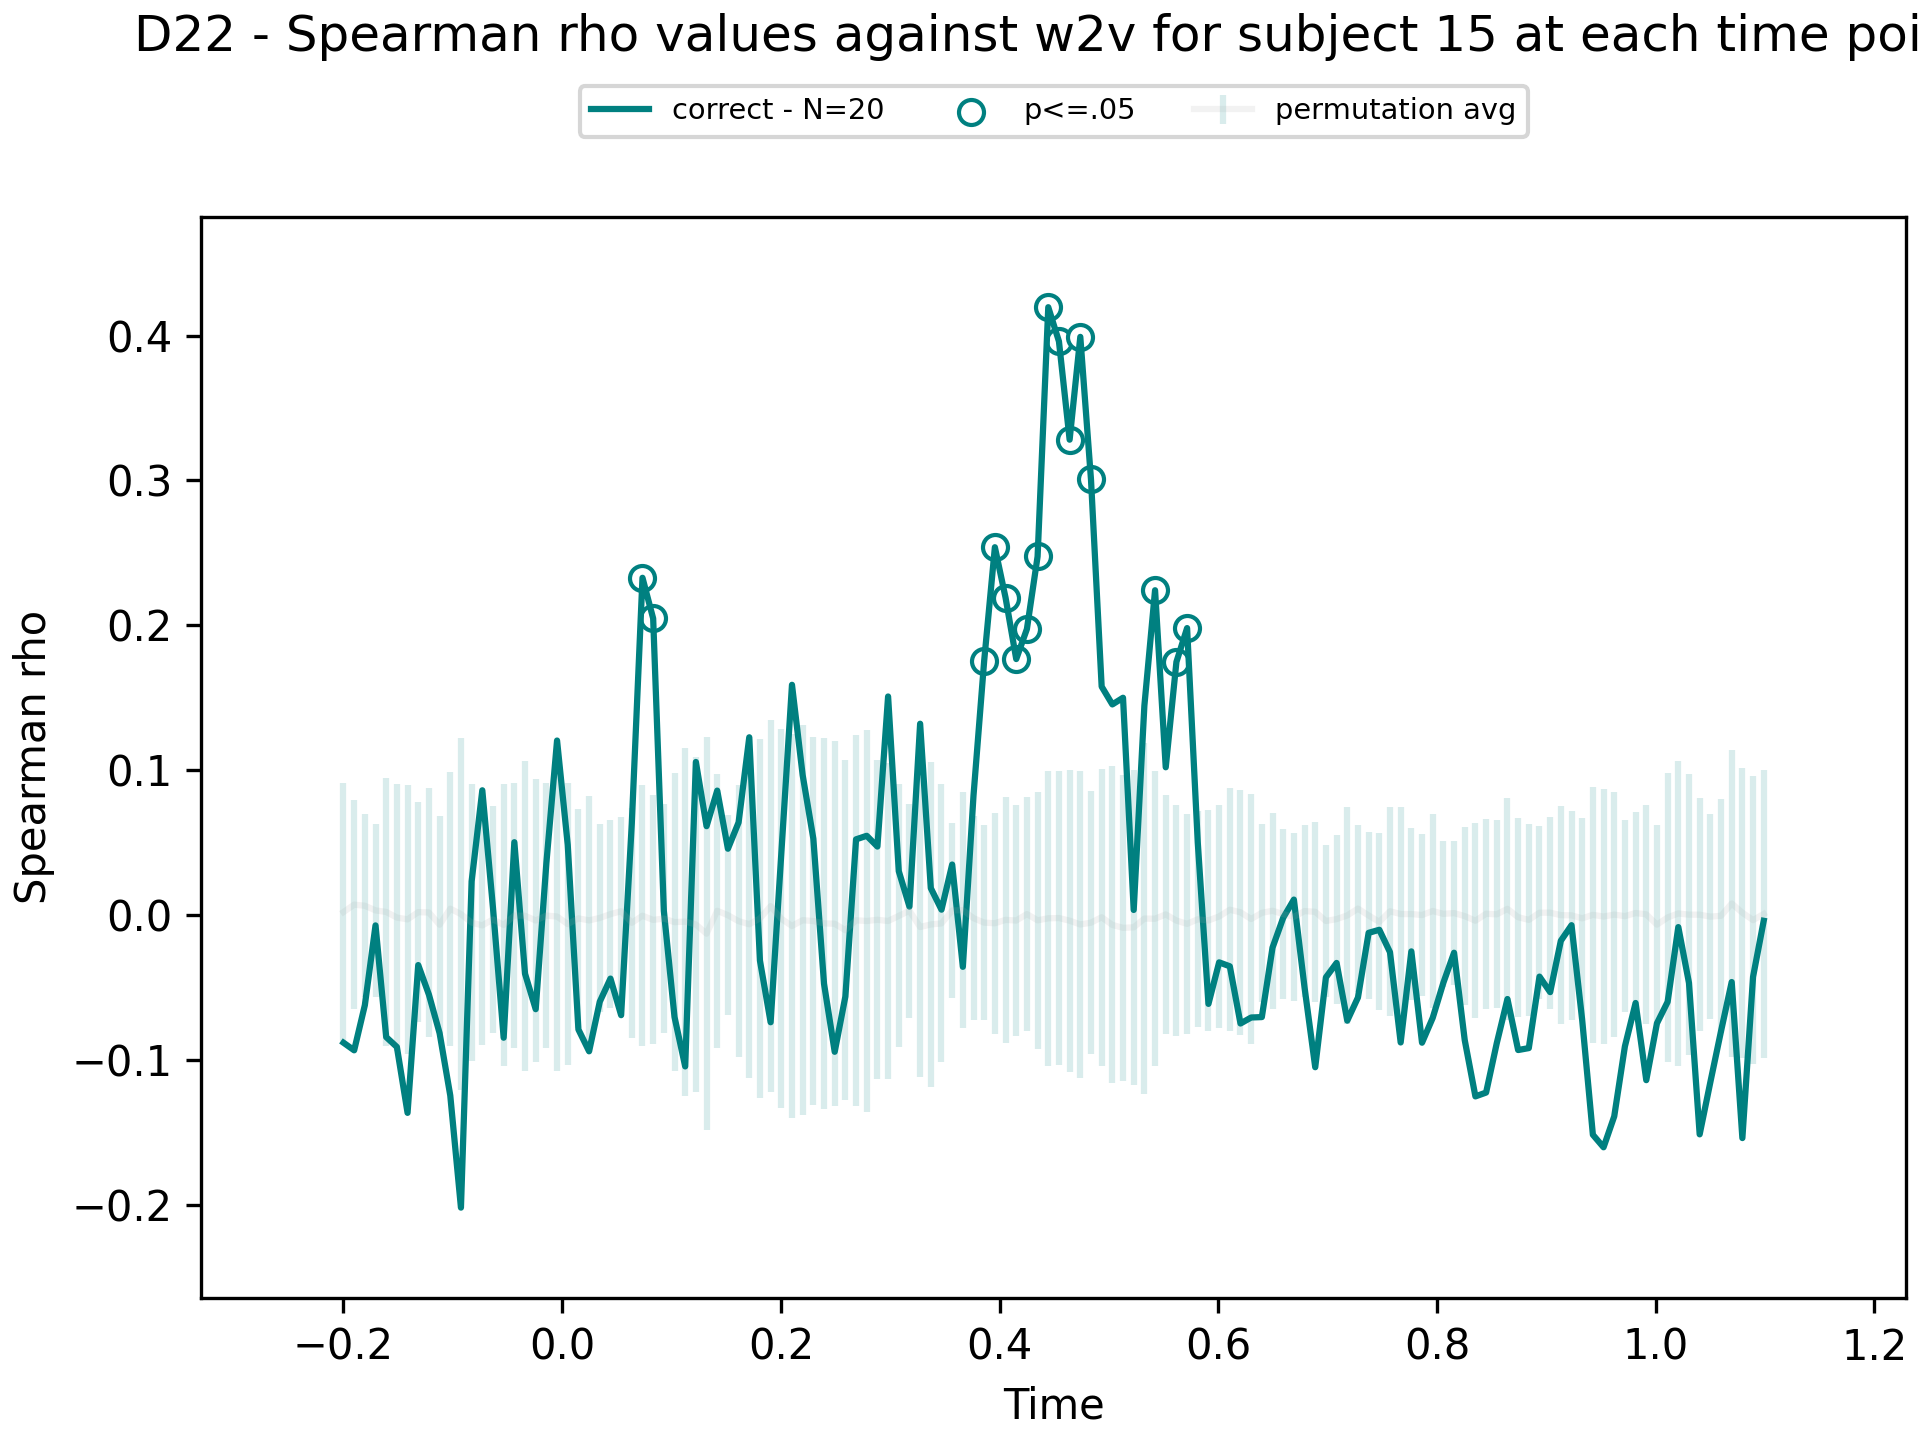 D22 - Spearman rho values against w2v for subject 15 at each time poi
correct - N=20 p<=.05 permutation avg
Spearman rho
0.4
0.3
0.2
0.1
0.0
−0.1
−0.2
−0.2 0.0 0.2 0.4 0.6 0.8 1.0 1.2
Time